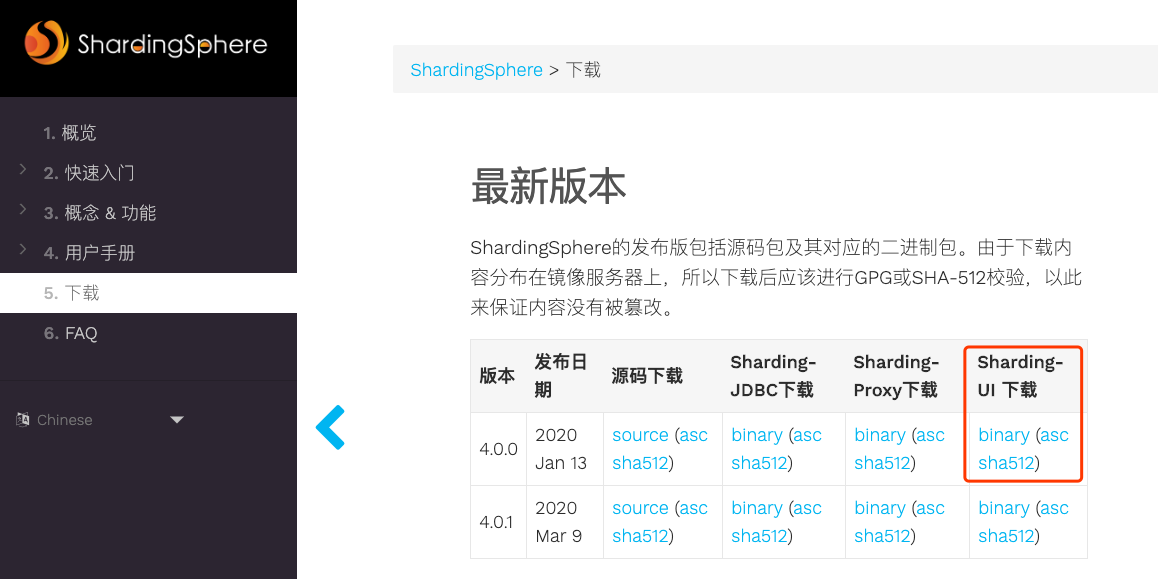 ShardingSphere
1. 概览
2. 快速入门
3. 概念 & 功能
4. 用户手册
5. 下载
6. FAQ
Chinese
ShardingSphere > 下载
最新版本
ShardingSphere的发布版包括源码包及其对应的二进制包。由于下载内
容分布在镜像服务器上，所以下载后应该进行GPG或SHA-512校验，以此
来保证内容没有被篡改。
版本 发布日期 源码下载 Sharding-JDBC下载 Sharding-Proxy下载 Sharding-UI 下载
4.0.0 2020 Jan 13 source (asc sha512) binary (asc sha512) binary (asc sha512) binary (asc sha512)
4.0.1 2020 Mar 9 source (asc sha512) binary (asc sha512) binary (asc sha512) binary (asc sha512)